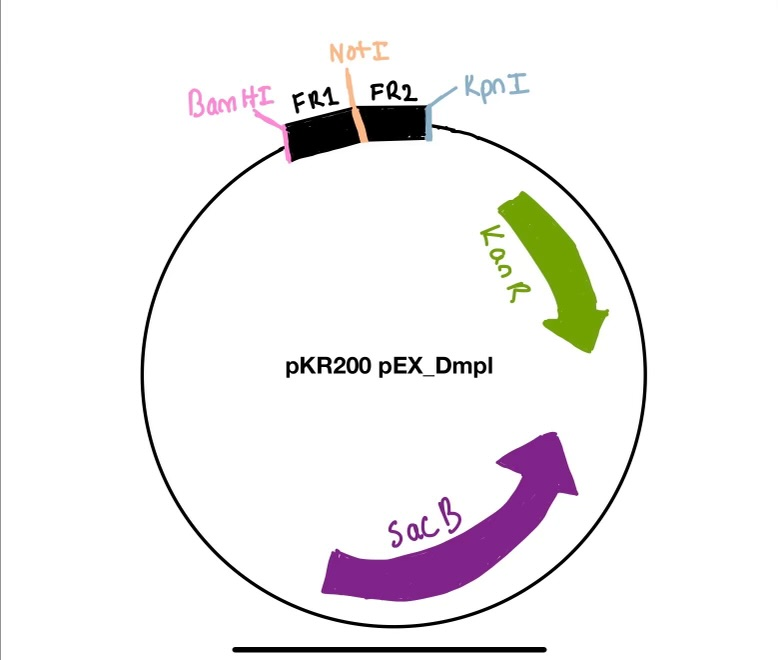 NotI
FR1
FR2
BamHI
KpnI
KanR
pKR200 pEX_Dmpl
SacB